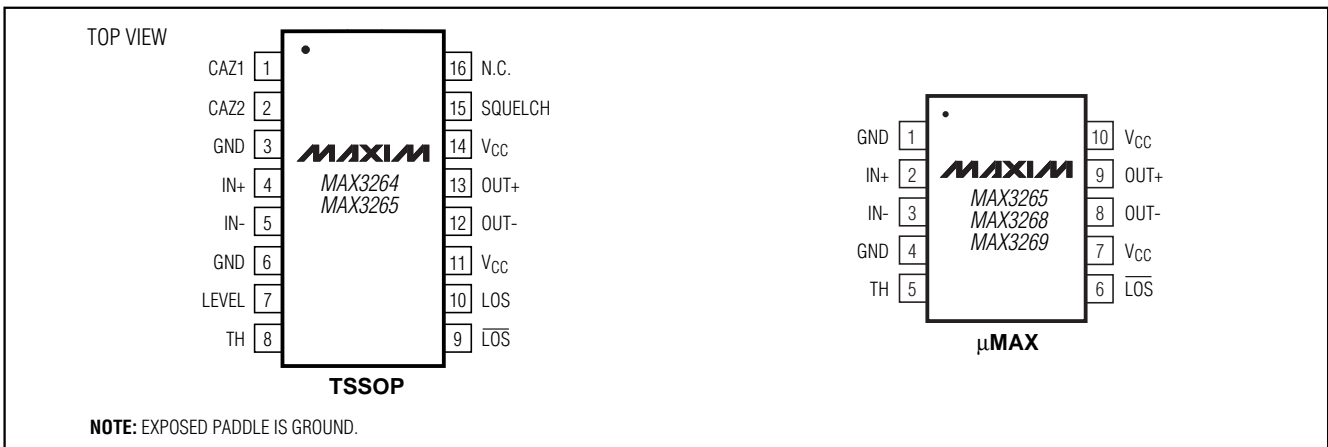 TOP VIEW
CAZ1 1
CAZ2 2
GND 3
IN+ 4
IN- 5
GND 6
LEVEL 7
TH 8
MAXIM
MAX3264
MAX3265
16 N.C.
15 SQUELCH
14 VCC
13 OUT+
12 OUT-
11 VCC
10 LOS
9 L̅O̅S̅
TSSOP
GND 1
IN+ 2
IN- 3
GND 4
TH 5
MAXIM
MAX3265
MAX3268
MAX3269
10 VCC
9 OUT+
8 OUT-
7 VCC
6 L̅O̅S̅
µMAX
NOTE: EXPOSED PADDLE IS GROUND.